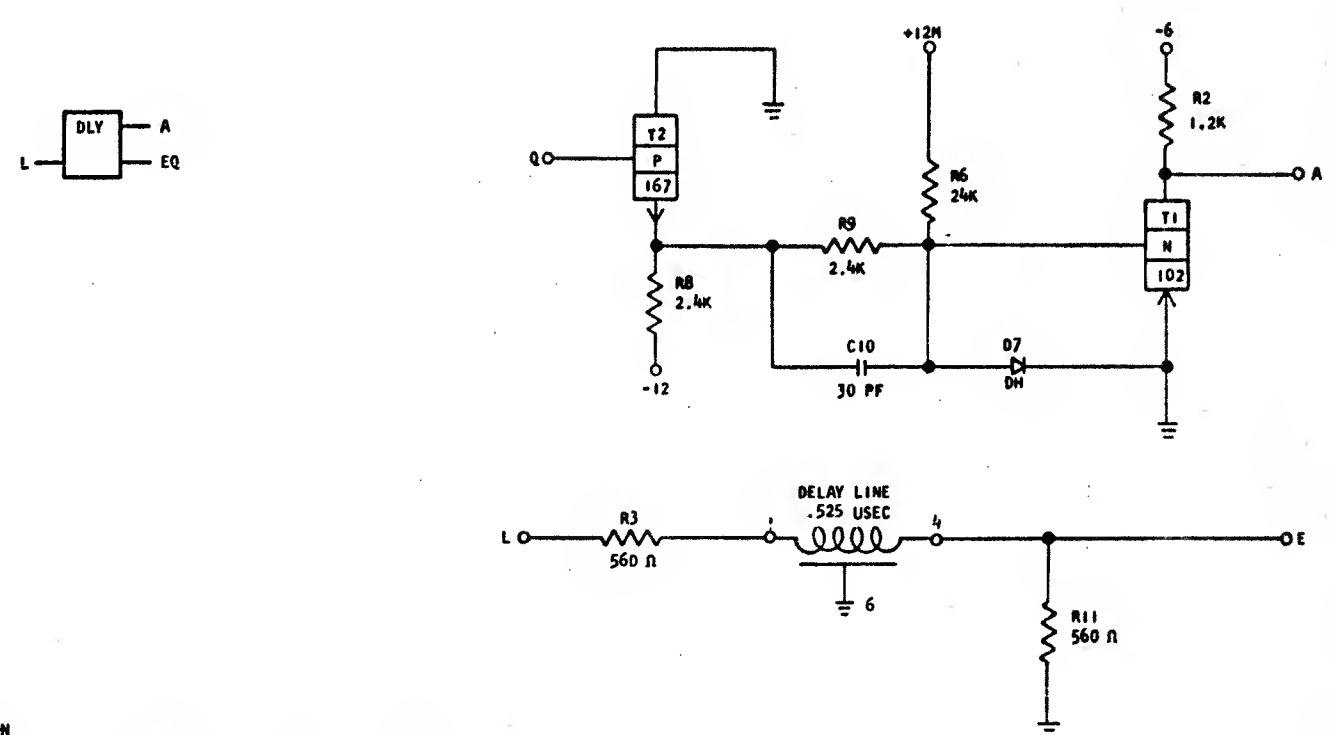 DLY
A
L
EQ
Q
T2
P
167
+12M
-6
R2
1.2K
R6
24K
A
R9
2.4K
T1
N
102
R8
2.4K
-12
C10
30 PF
D7
DH
DELAY LINE
.525 USEC
L
R3
560 Ω
1
4
E
6
R11
560 Ω
N